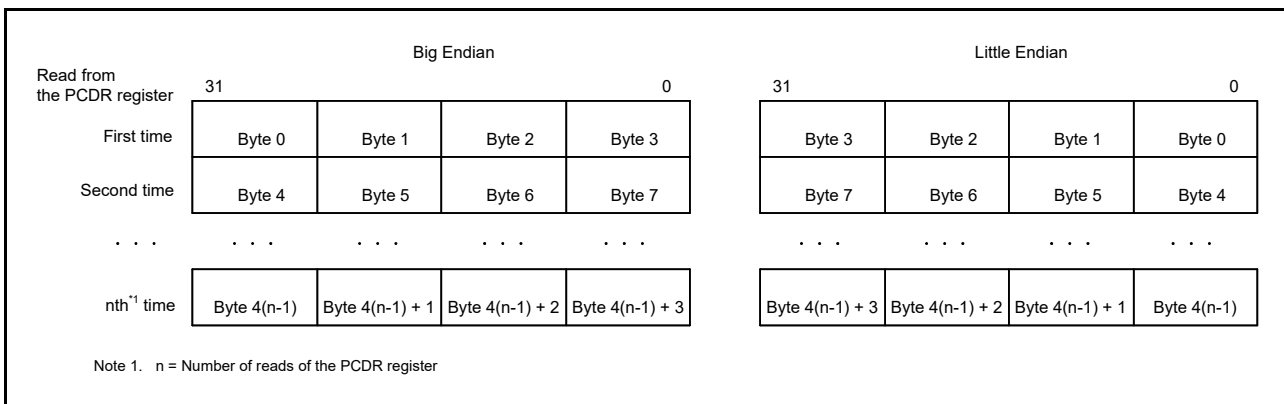 Big Endian Little Endian
Read from
the PCDR register 31 0 31 0
First time Byte 0 Byte 1 Byte 2 Byte 3 Byte 3 Byte 2 Byte 1 Byte 0
Second time Byte 4 Byte 5 Byte 6 Byte 7 Byte 7 Byte 6 Byte 5 Byte 4
. . . . . . . . . . . . . . . . . . . . . . . . . . .
nth*1 time Byte 4(n-1) Byte 4(n-1) + 1 Byte 4(n-1) + 2 Byte 4(n-1) + 3 Byte 4(n-1) + 3 Byte 4(n-1) + 2 Byte 4(n-1) + 1 Byte 4(n-1)
Note 1. n = Number of reads of the PCDR register